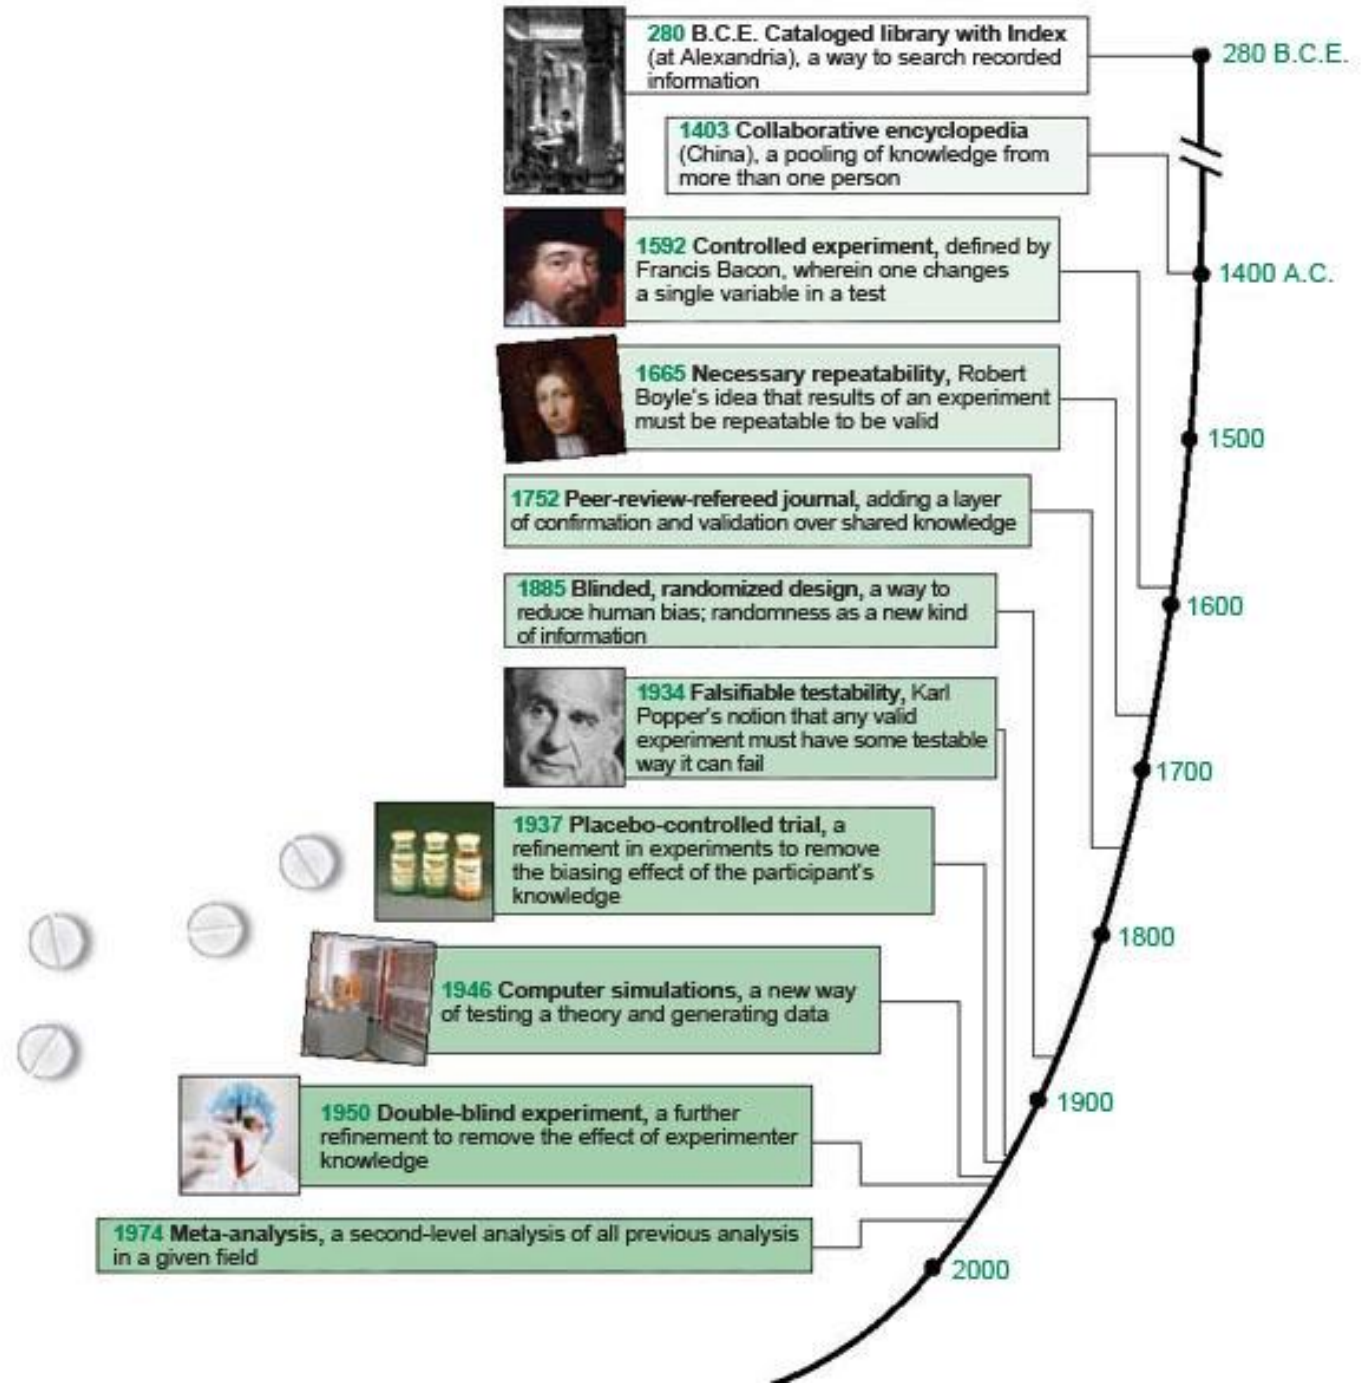 280 B.C.E. Cataloged library with Index
(at Alexandria), a way to search recorded
information
280 B.C.E.
1403 Collaborative encyclopedia
(China), a pooling of knowledge from
more than one person
1592 Controlled experiment, defined by
Francis Bacon, wherein one changes
a single variable in a test
1400 A.C.
1665 Necessary repeatability, Robert
Boyle's idea that results of an experiment
must be repeatable to be valid
1500
1752 Peer-review-refereed journal, adding a layer
of confirmation and validation over shared knowledge
1885 Blinded, randomized design, a way to
reduce human bias; randomness as a new kind
of information
1600
1934 Falsifiable testability, Karl
Popper's notion that any valid
experiment must have some testable
way it can fail
1700
1937 Placebo-controlled trial, a
refinement in experiments to remove
the biasing effect of the participant's
knowledge
1800
1946 Computer simulations, a new way
of testing a theory and generating data
1900
1950 Double-blind experiment, a further
refinement to remove the effect of experimenter
knowledge
1974 Meta-analysis, a second-level analysis of all previous analysis
in a given field
2000